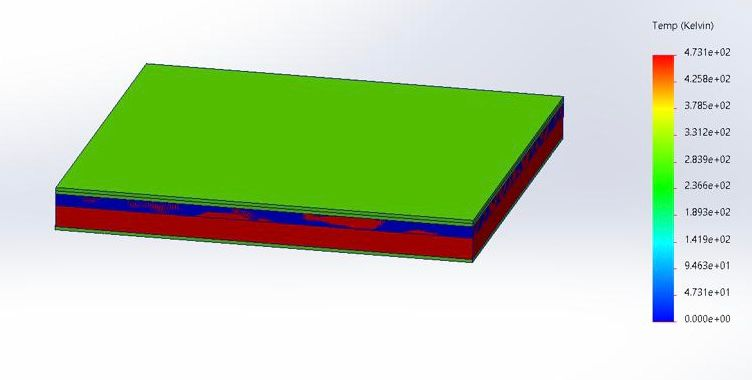 Temp (Kelvin)
4.731e+02
4.258e+02
3.785e+02
3.312e+02
2.839e+02
2.366e+02
1.893e+02
1.419e+02
9.463e+01
4.731e+01
0.000e+00